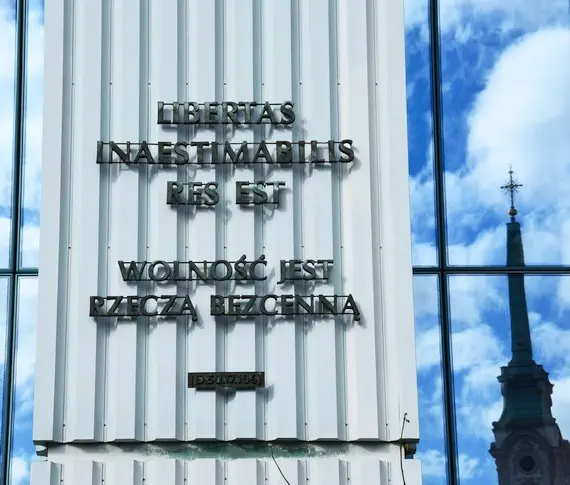 LIBERTAS
INAESTIMABILIS
RES EST
WOLNOŚĆ JEST
RZECZĄ BEZCENNĄ